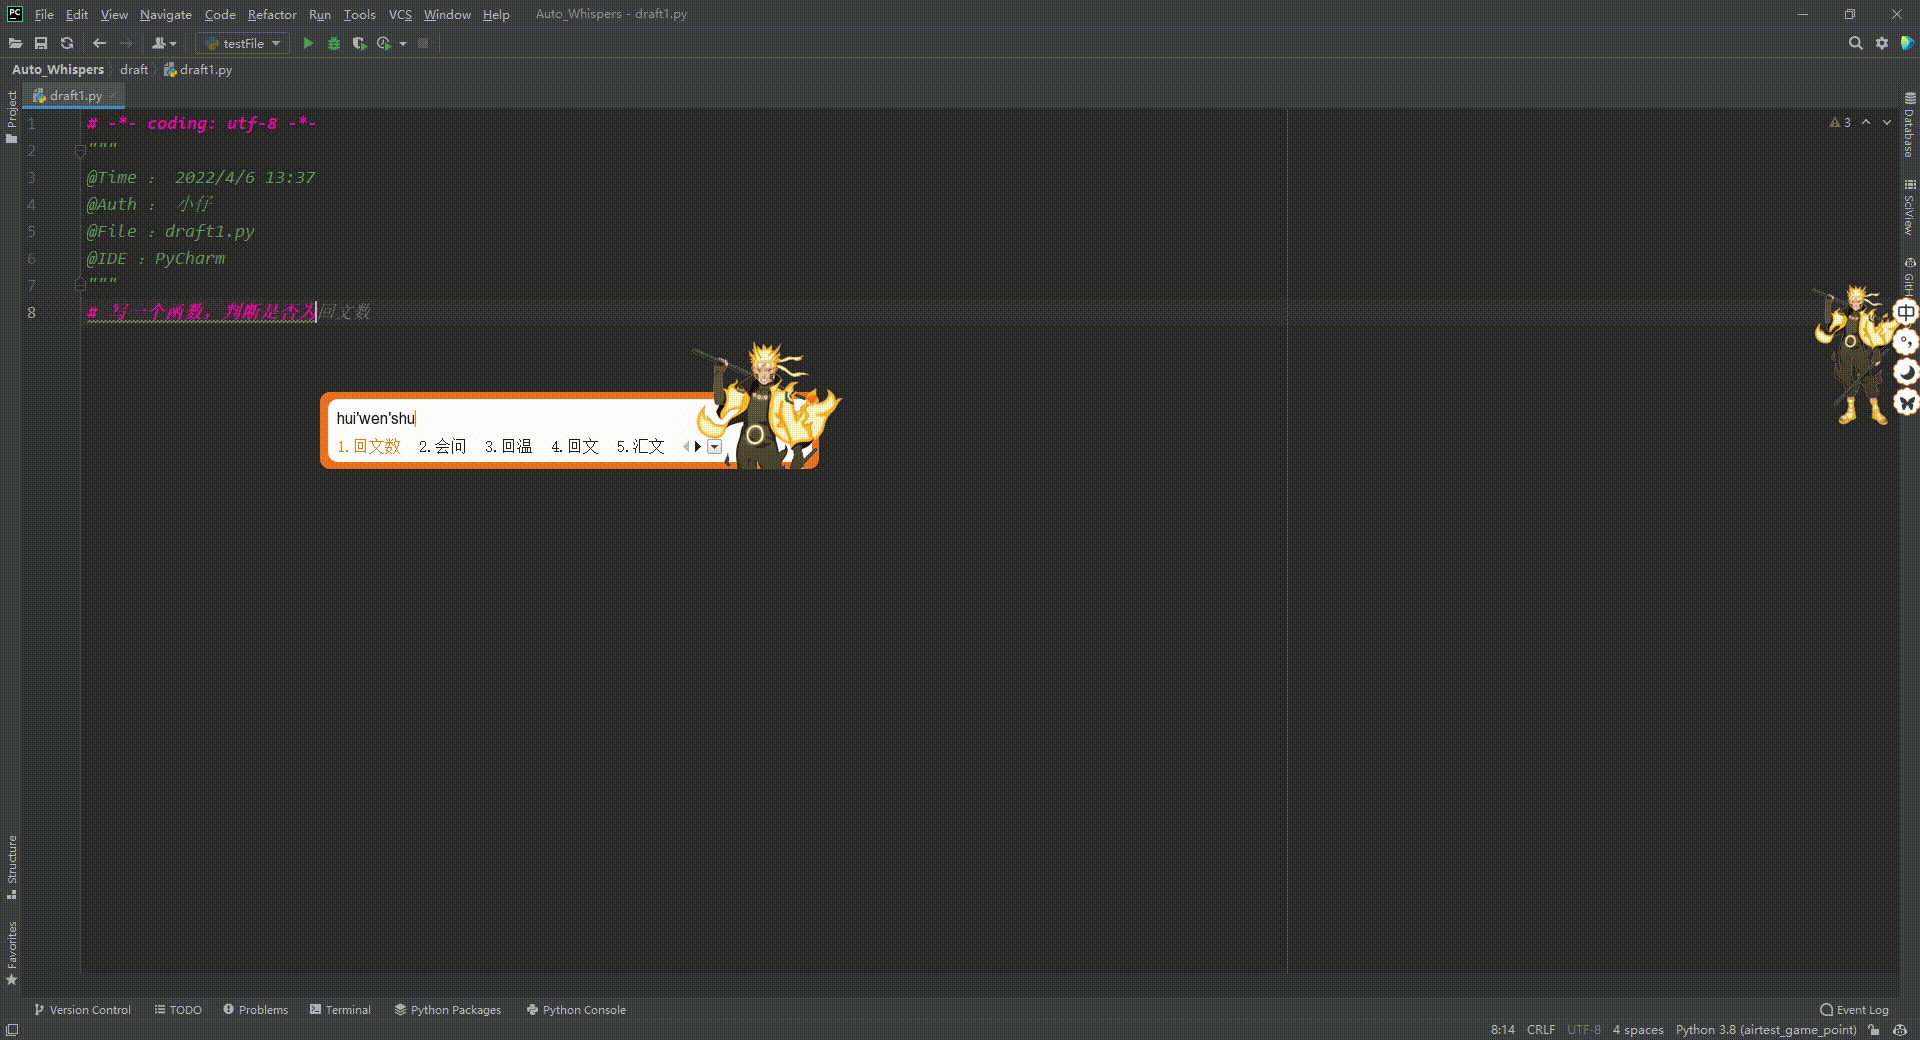 PC File Edit View Navigate Code Refactor Run Tools VCS Window Help Auto_Whispers - draft1.py
testFile
Auto_Whispers draft draft1.py
draft1.py
Project
1 # -*- coding: utf-8 -*-
2 """
3 @Time : 2022/4/6 13:37
4 @Auth : 小仔
5 @File :draft1.py
6 @IDE :PyCharm
7 """
8 # 写一个函数，判断是否为回文数
3
Database
SciView
GitH
中
hui'wen'shu
1.回文数 2.会问 3.回温 4.回文 5.汇文
Structure
Favorites
Version Control TODO Problems Terminal Python Packages Python Console Event Log
8:14 CRLF UTF-8 4 spaces Python 3.8 (airtest_game_point)